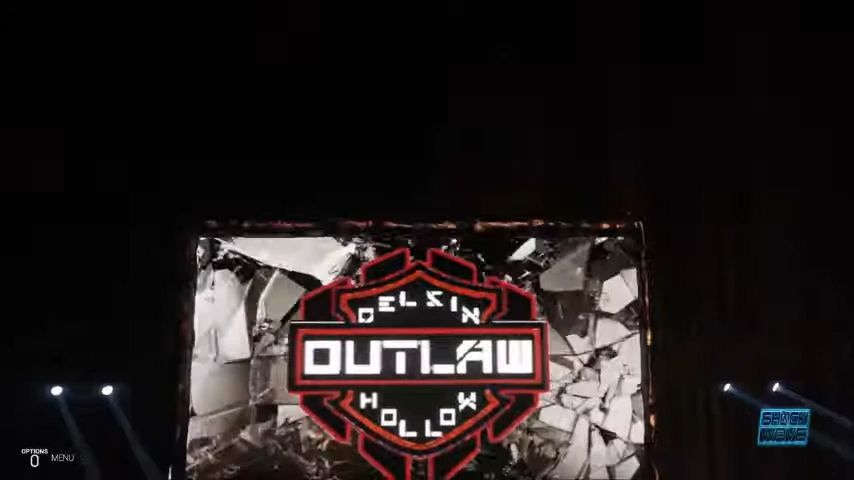 DELSIN
OUTLAW
HOLLOW
OPTIONS
MENU
SHOCK
WAVE